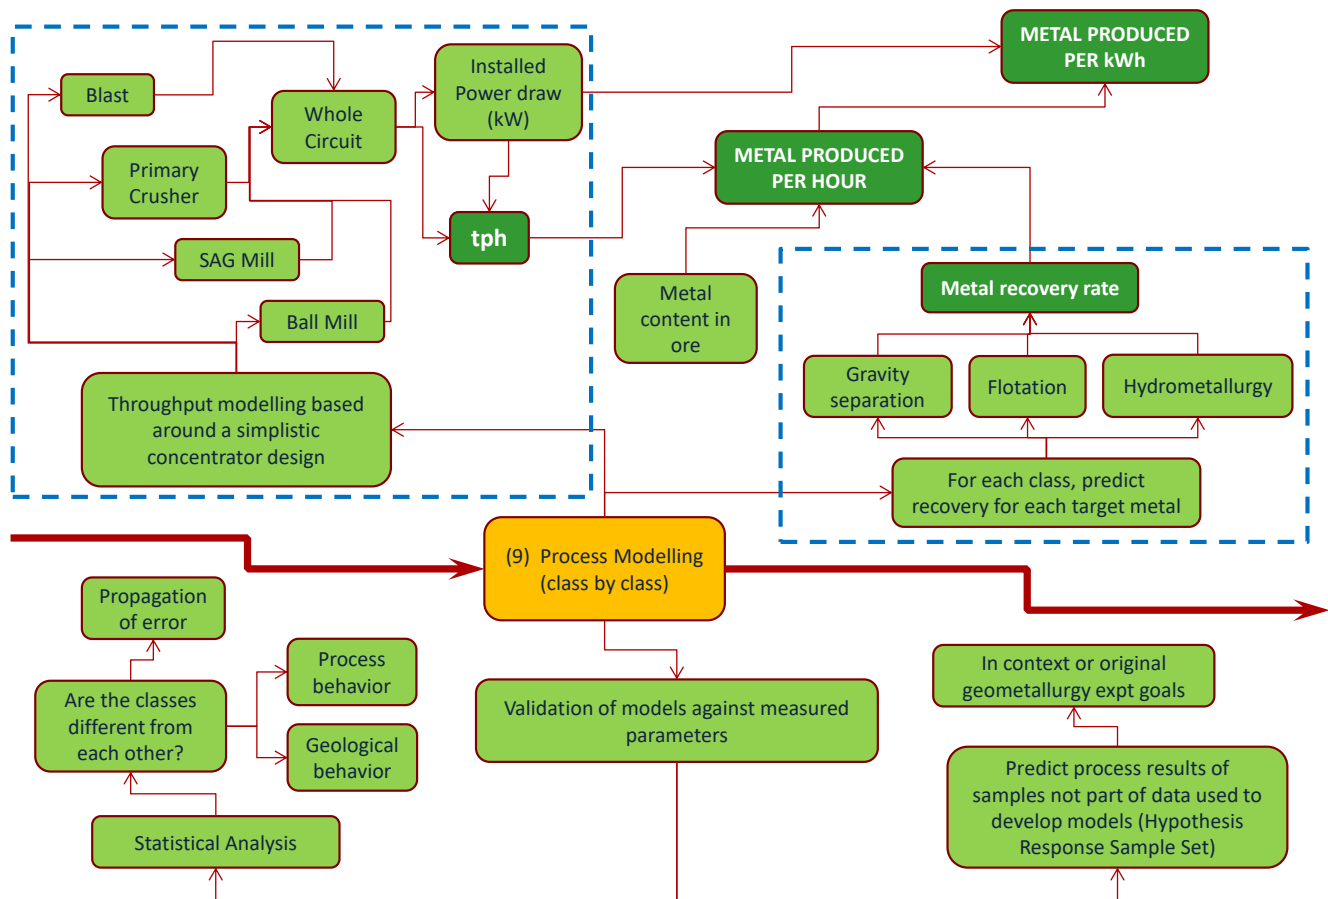 METAL PRODUCED
PER kWh
Installed
Power draw
(kW)
Blast
Whole
Circuit
METAL PRODUCED
PER HOUR
Primary
Crusher
tph
SAG Mill
Metal
content in
ore
Metal recovery rate
Ball Mill
Gravity
separation
Flotation
Hydrometallurgy
Throughput modelling based
around a simplistic
concentrator design
For each class, predict
recovery for each target metal
(9) Process Modelling
(class by class)
Propagation
of error
Process
behavior
In context or original
geometallurgy expt goals
Are the classes
different from
each other?
Validation of models against measured
parameters
Geological
behavior
Predict process results of
samples not part of data used to
develop models (Hypothesis
Response Sample Set)
Statistical Analysis